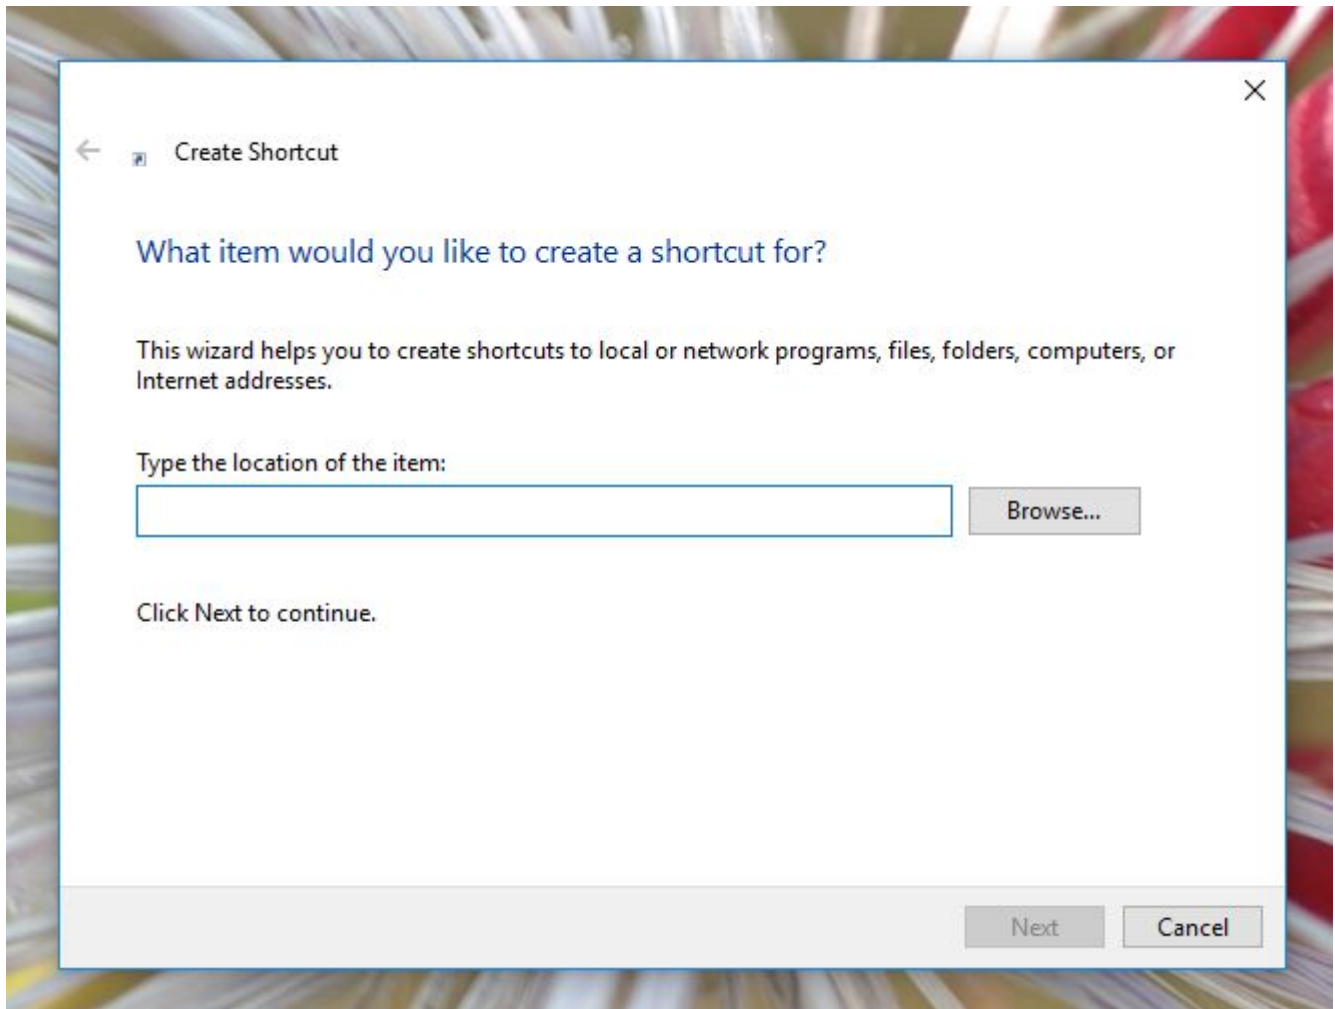 Create Shortcut
What item would you like to create a shortcut for?
This wizard helps you to create shortcuts to local or network programs, files, folders, computers, or
Internet addresses.
Type the location of the item:
Browse...
Click Next to continue.
Next
Cancel